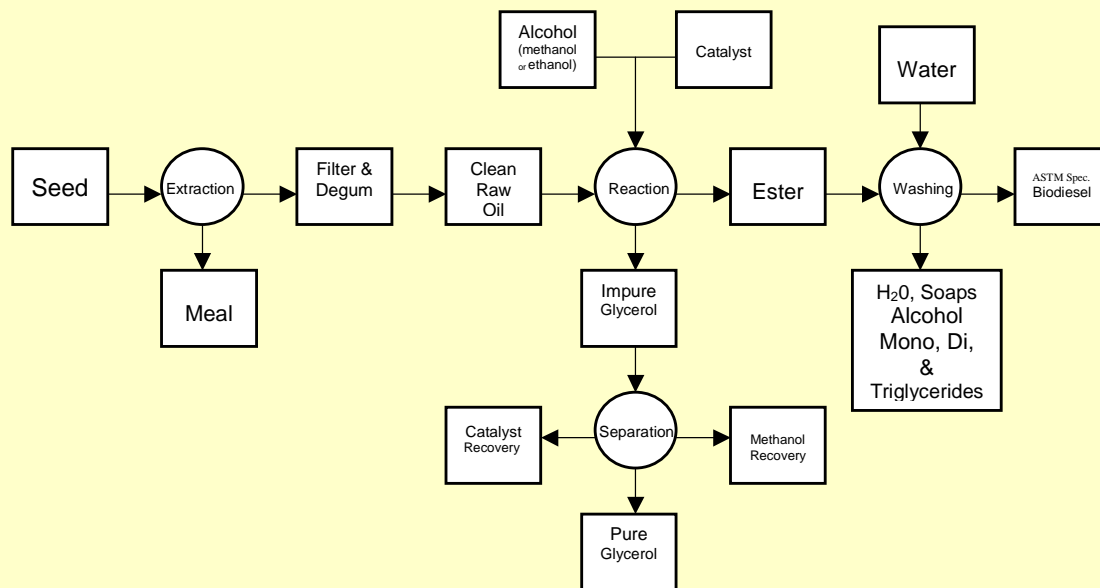 Alcohol
(methanol
or ethanol)
Catalyst
Water
Seed
Extraction
Filter &
Degum
Clean
Raw
Oil
Reaction
Ester
Washing
ASTM Spec.
Biodiesel
Meal
Impure
Glycerol
H₂0, Soaps
Alcohol
Mono, Di,
&
Triglycerides
Catalyst
Recovery
Separation
Methanol
Recovery
Pure
Glycerol